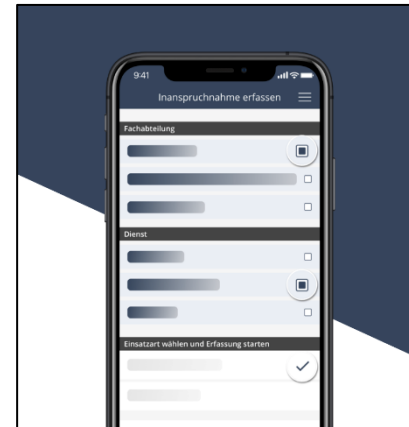 9:41
Inanspruchnahme erfassen
Fachabteilung
Dienst
Einsatzart wählen und Erfassung starten